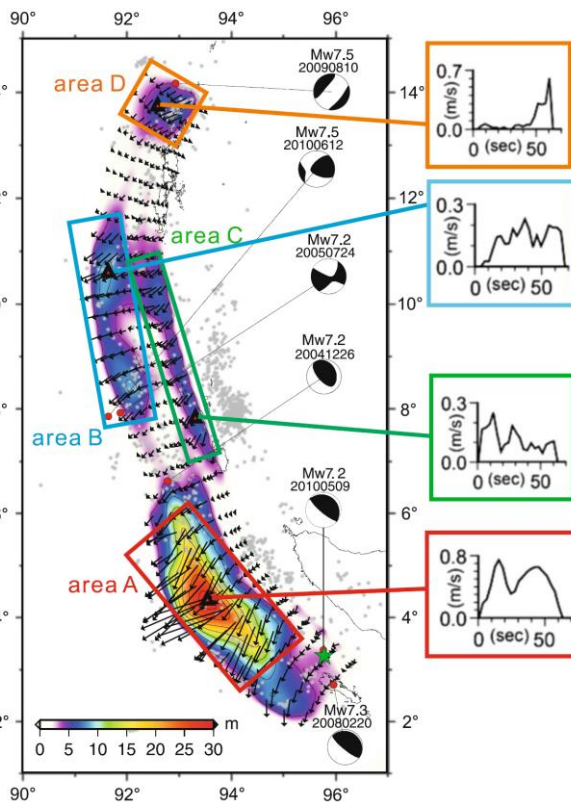 90° 92° 94° 96°
Mw7.5
20090810
area D
14°
0.7
(m/s)
0.0
0 (sec) 50
Mw7.5
20100612
12°
0.3
(m/s)
0.0
0 (sec) 50
area C
Mw7.2
20050724
10°
Mw7.2
20041226
8°
area B
0.3
(m/s)
0.0
0 (sec) 50
Mw7.2
20100509
6°
area A
0.8
(m/s)
0.0
0 (sec) 50
4°
Mw7.3
20080220
2°
m
0 5 10 15 20 30
90° 92° 94° 96°